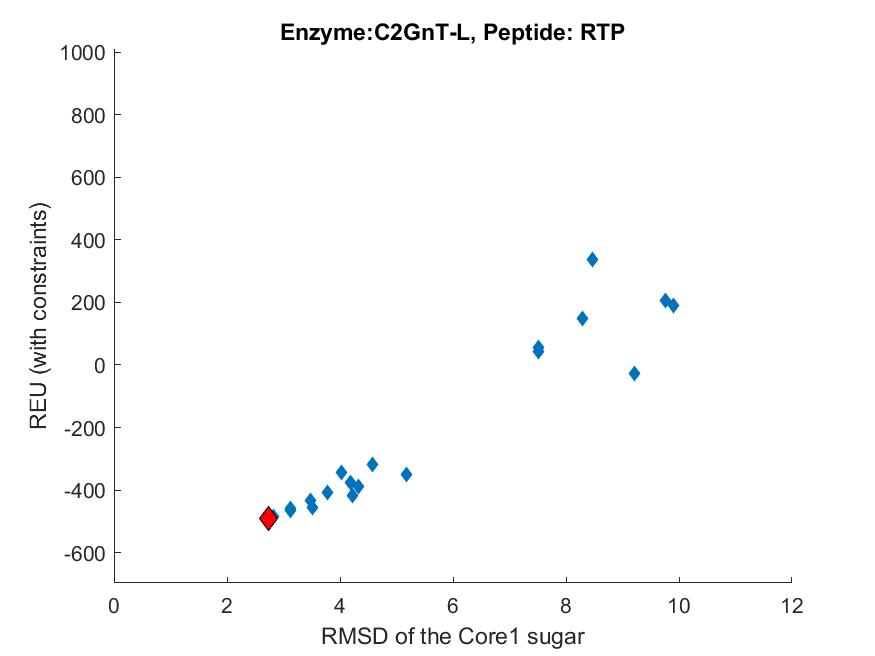 Enzyme:C2GnT-L, Peptide: RTP
1000
800
600
400
200
0
-200
-400
-600
REU (with constraints)
0 2 4 6 8 10 12
RMSD of the Core1 sugar